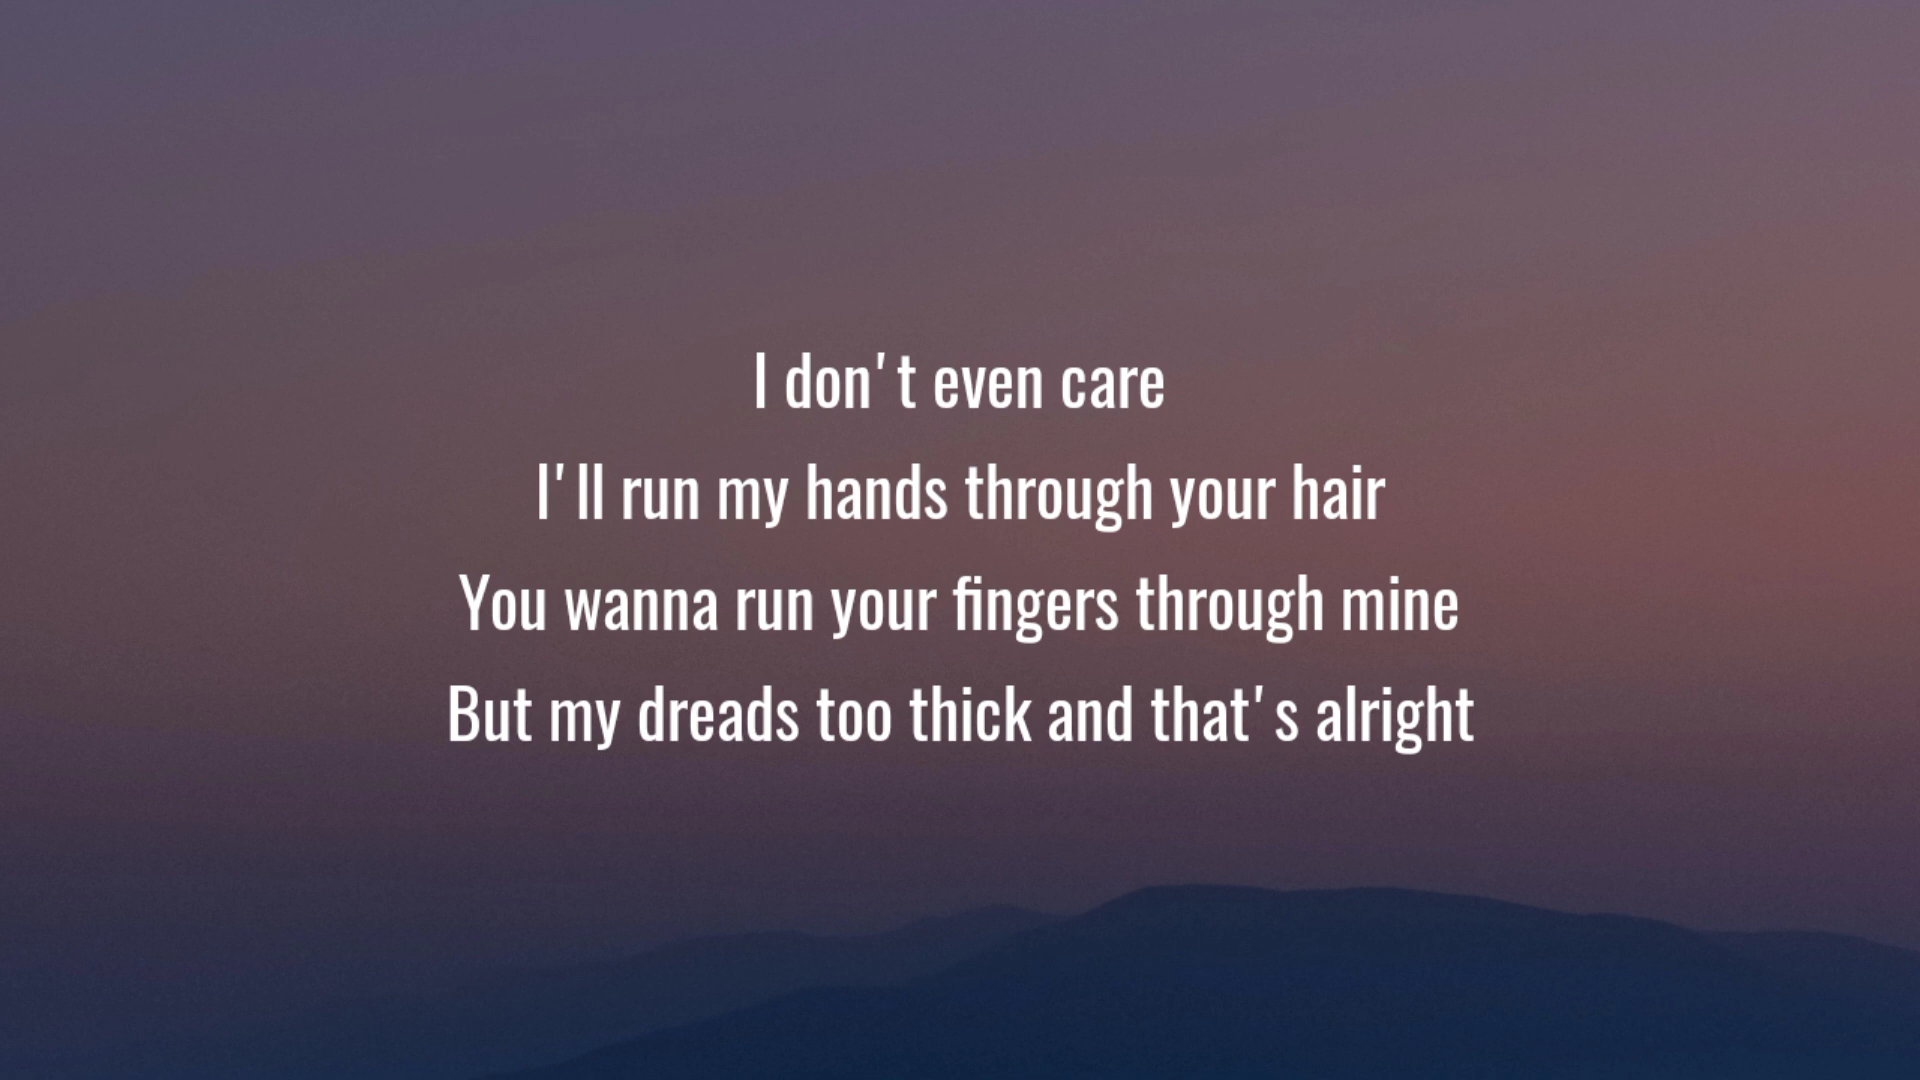 I don't even care
I'll run my hands through your hair
You wanna run your fingers through mine
But my dreads too thick and that's alright